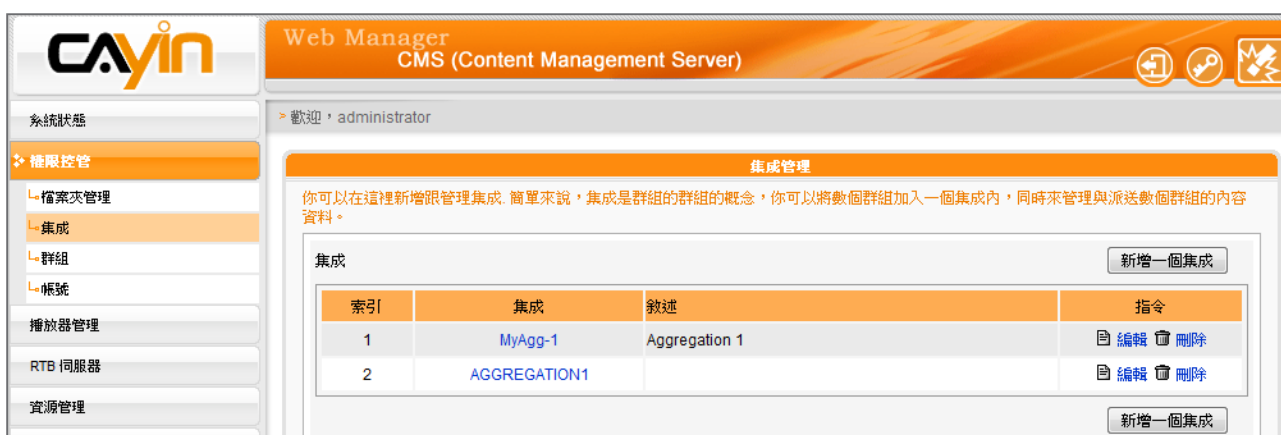 CAYIN
Web Manager
CMS (Content Management Server)
系統狀態
權限控管
檔案夾管理
集成
群組
帳號
播放器管理
RTB 伺服器
資源管理
> 歡迎，administrator
集成管理
你可以在這裡新增跟管理集成. 簡單來說，集成是群組的群組的概念，你可以將數個群組加入一個集成內，同時來管理與派送數個群組的內容
資料。
集成 新增一個集成
索引 集成 敘述 指令
1 MyAgg-1 Aggregation 1 編輯 刪除
2 AGGREGATION1 編輯 刪除
新增一個集成